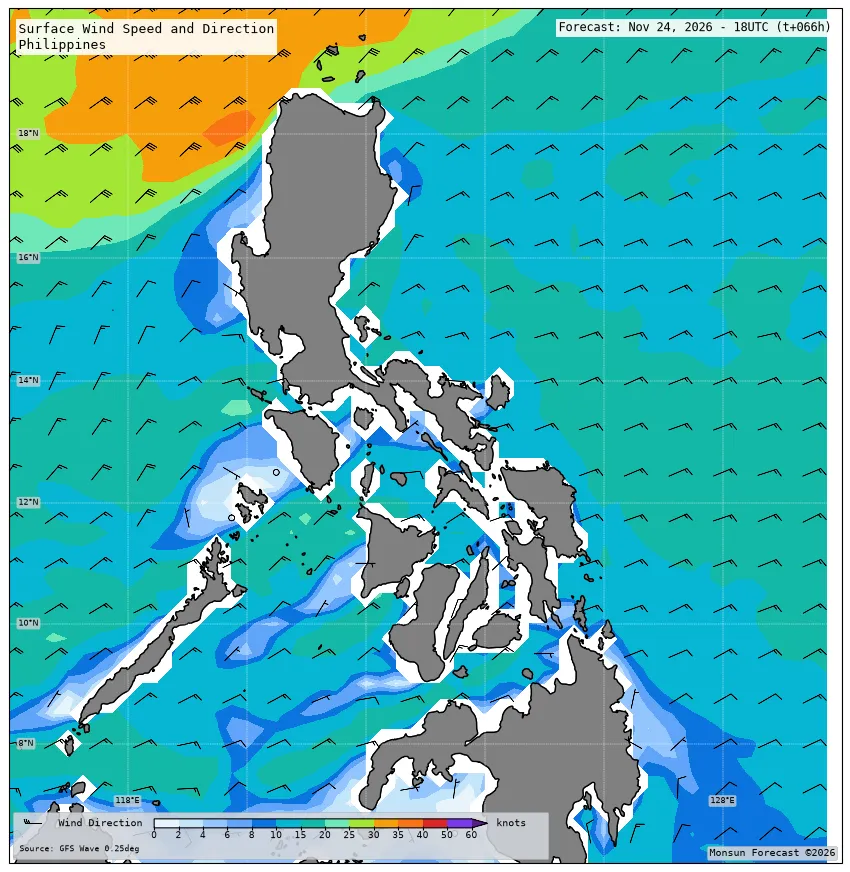 Surface Wind Speed and Direction
Philippines
Forecast: Nov 24, 2026 - 18UTC (t+066h)
18°N
16°N
14°N
12°N
10°N
8°N
118°E
128°E
Wind Direction
0 2 4 6 8 10 15 20 25 30 35 40 50 60
knots
Source: GFS Wave 0.25deg
Monsun Forecast ©2026